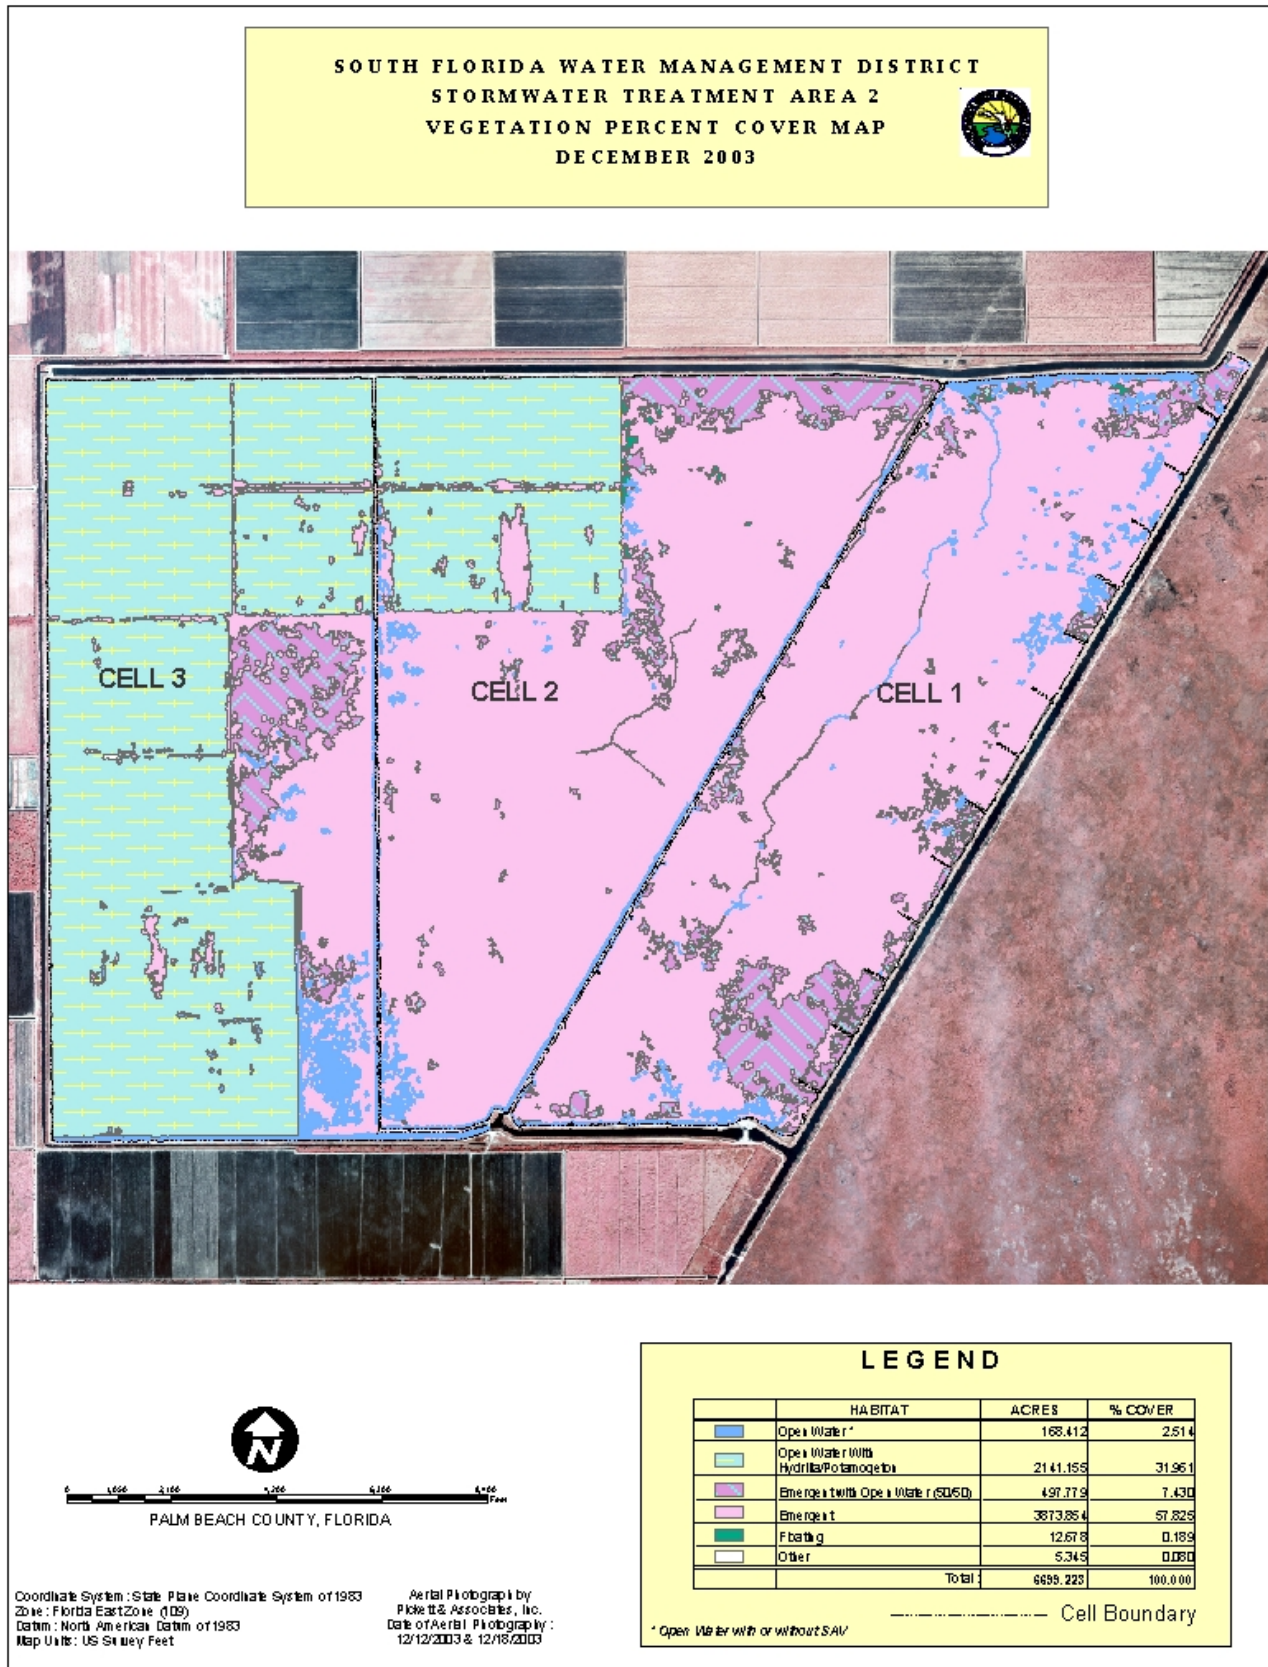 SOUTH FLORIDA WATER MANAGEMENT DISTRICT
STORMWATER TREATMENT AREA 2
VEGETATION PERCENT COVER MAP
DECEMBER 2003
CELL 3
CELL 2
CELL 1
N
Feet
PALM BEACH COUNTY, FLORIDA
Coordinate System: State Plane Coordinate System of 1983
Zone: Florida East Zone (109)
Datum: North American Datum of 1983
Map Units: US Survey Feet
Aerial Photograph by
Pickett & Associates, Inc.
Date of Aerial Photography:
12/12/2003 & 12/18/2003
LEGEND
HABITAT ACRES % COVER
Open Water * 168.412 2.514
Open Water With
Hydrilla/Potamogeton 2141.155 31.961
Emergent with Open Water (50/50) 497.779 7.430
Emergent 3873.854 57.825
Floating 12.678 0.189
Other 5.345 0.080
Total: 6699.223 100.000
Cell Boundary
* Open Water with or without SAV